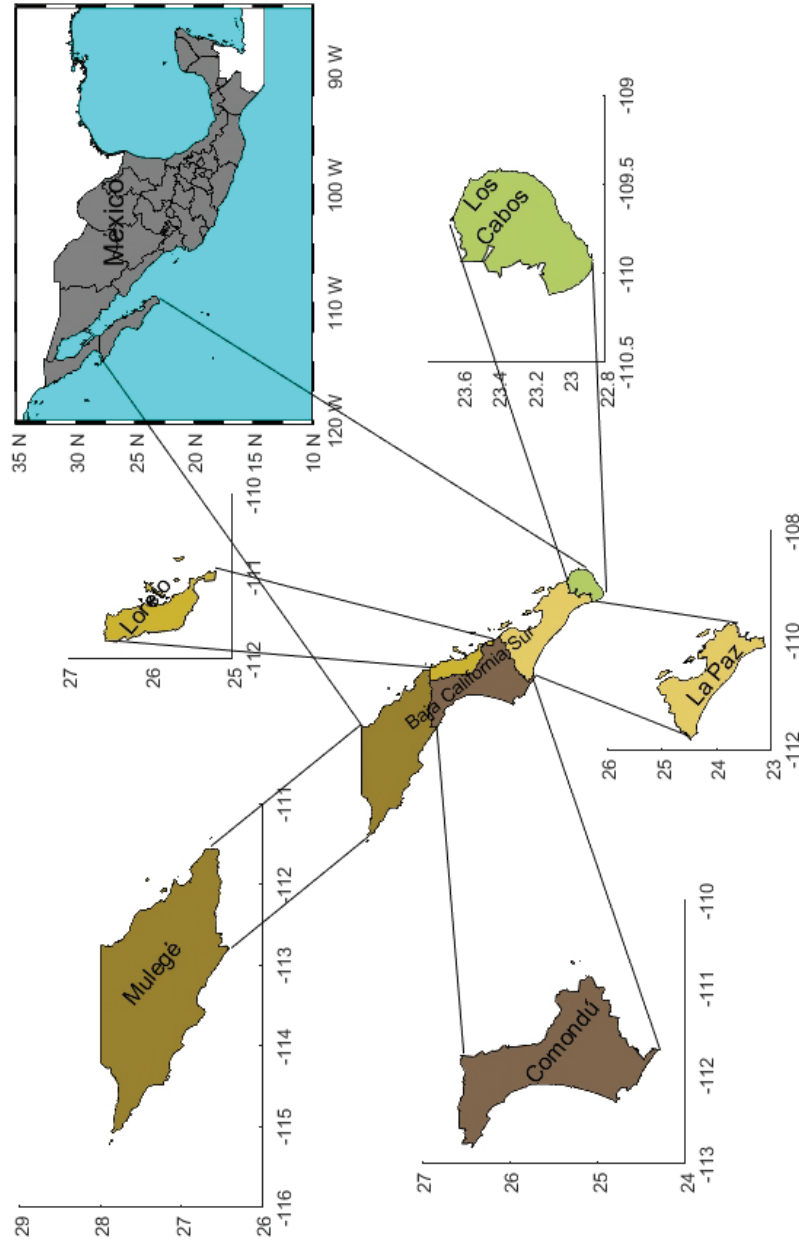 35 N
30 N
25 N
20 N
15 N
10 N
120 W
110 W
100 W
90 W
Mexico
27
26
25
-112
-111
-110
Loreto
29
28
27
26
-116
-115
-114
-113
-112
-111
Mulegé
Baja California Sur
23.6
23.4
23.2
23
22.8
-110.5
-110
-109.5
-109
Los
Cabos
27
26
25
24
-113
-112
-111
-110
Comondú
26
25
24
23
-112
-110
-108
La Paz